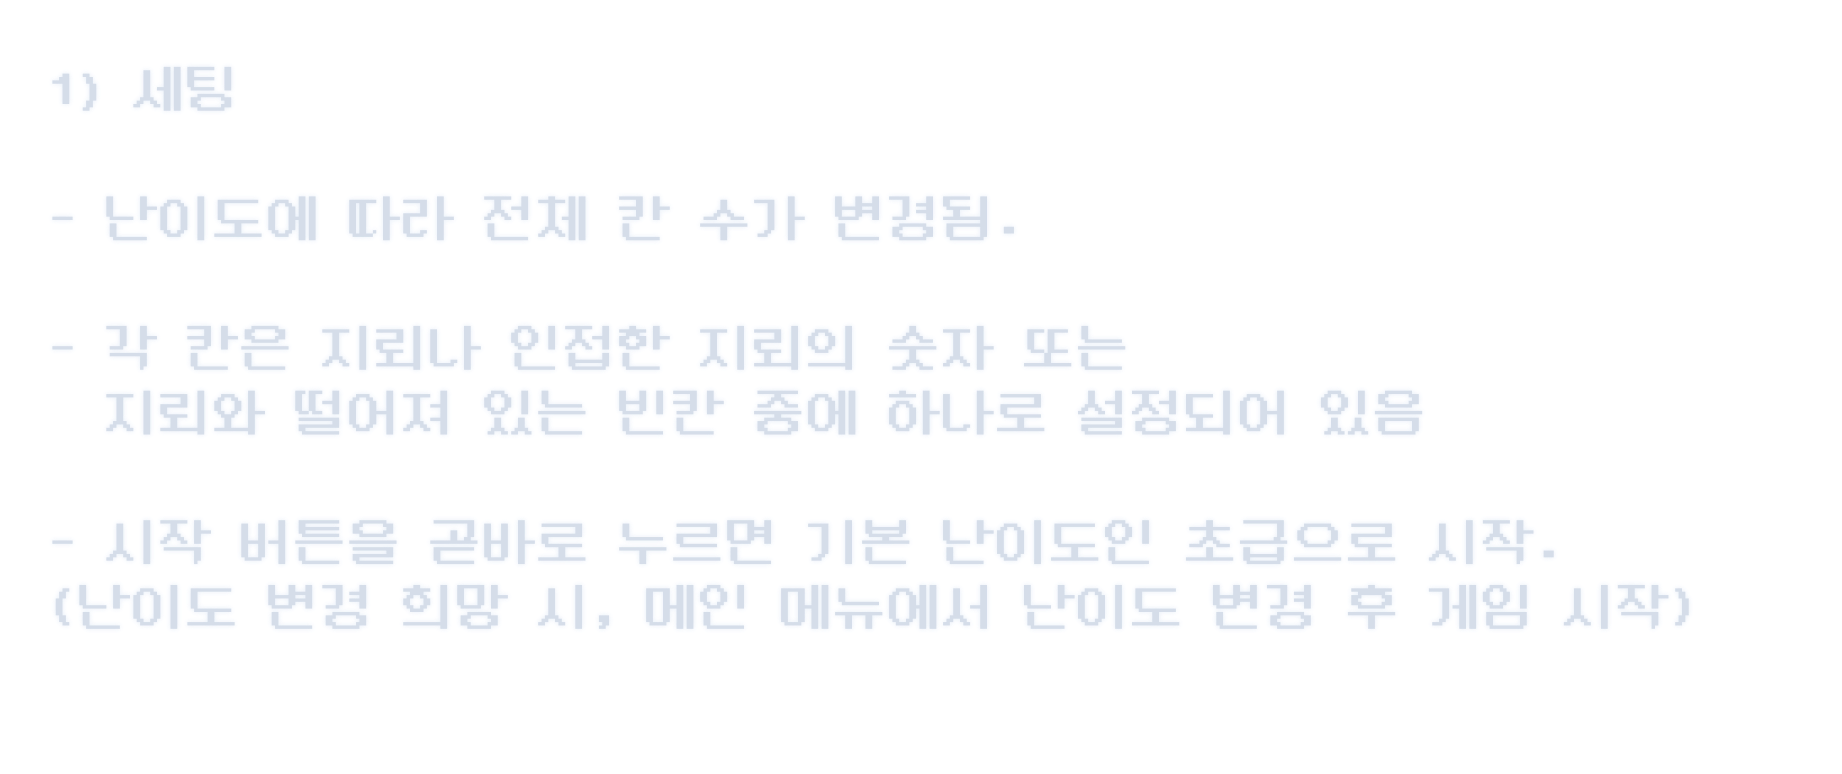 1) 세팅
- 난이도에 따라 전체 칸 수가 변경됨.
- 각 칸은 지뢰나 인접한 지뢰의 숫자 또는
지뢰와 떨어져 있는 빈칸 중에 하나로 설정되어 있음
- 시작 버튼을 곧바로 누르면 기본 난이도인 초급으로 시작.
(난이도 변경 희망 시, 메인 메뉴에서 난이도 변경 후 게임 시작)